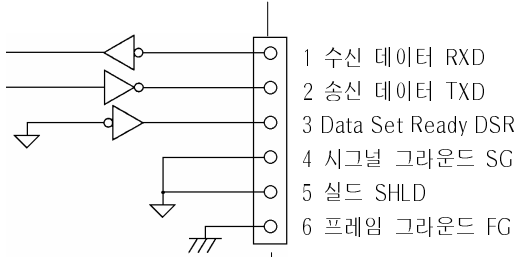 1 수신 데이터 RXD
2 송신 데이터 TXD
3 Data Set Ready DSR
4 시그널 그라운드 SG
5 실드 SHLD
6 프레임 그라운드 FG